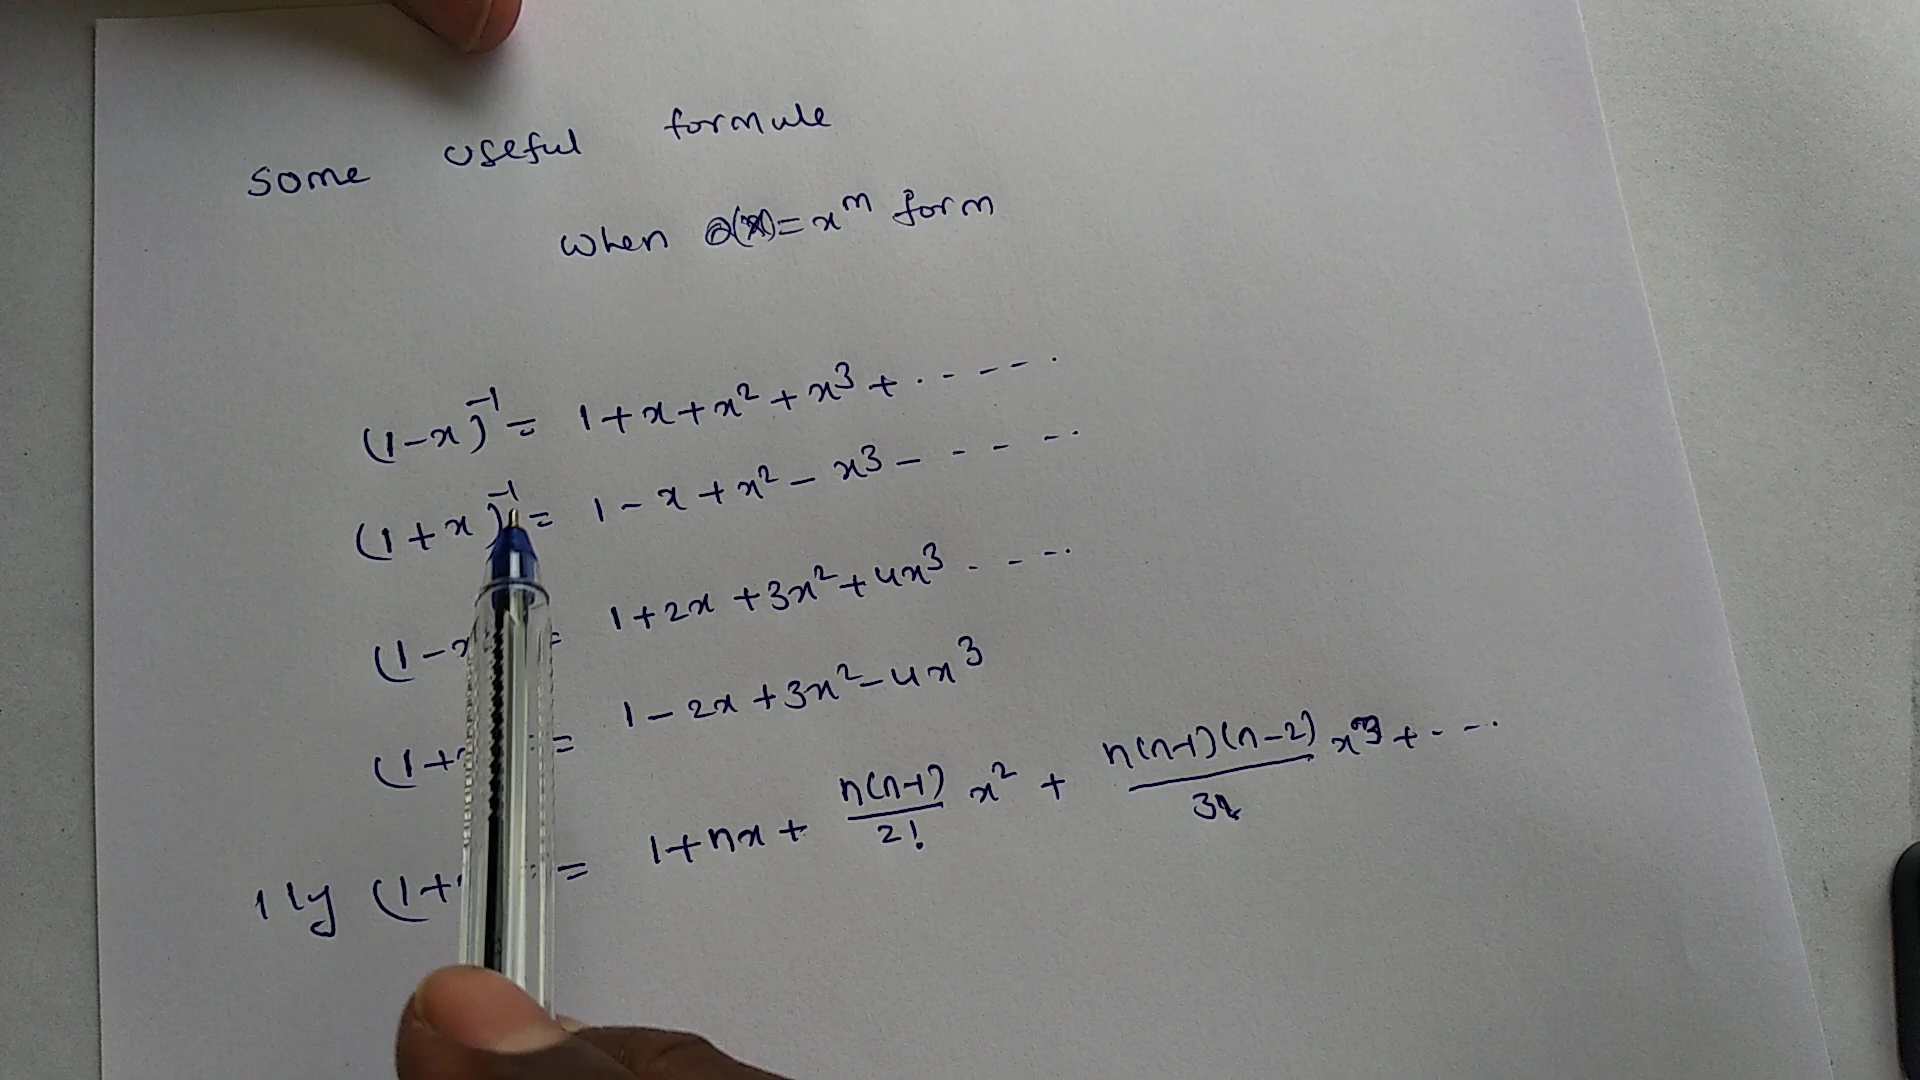 some useful formule
when Q(x)=x^m form
(1-x)^-1 = 1+x+x^2+x^3+.----.
(1+x)^-1 = 1-x+x^2-x^3-----.
(1-x = 1+2x+3x^2+4x^3.--..
(1+ = 1-2x+3x^2-4x^3
lly (1+ = 1+nx+ n(n-1)/2! x^2 + n(n-1)(n-2)/3! x^3+.--..